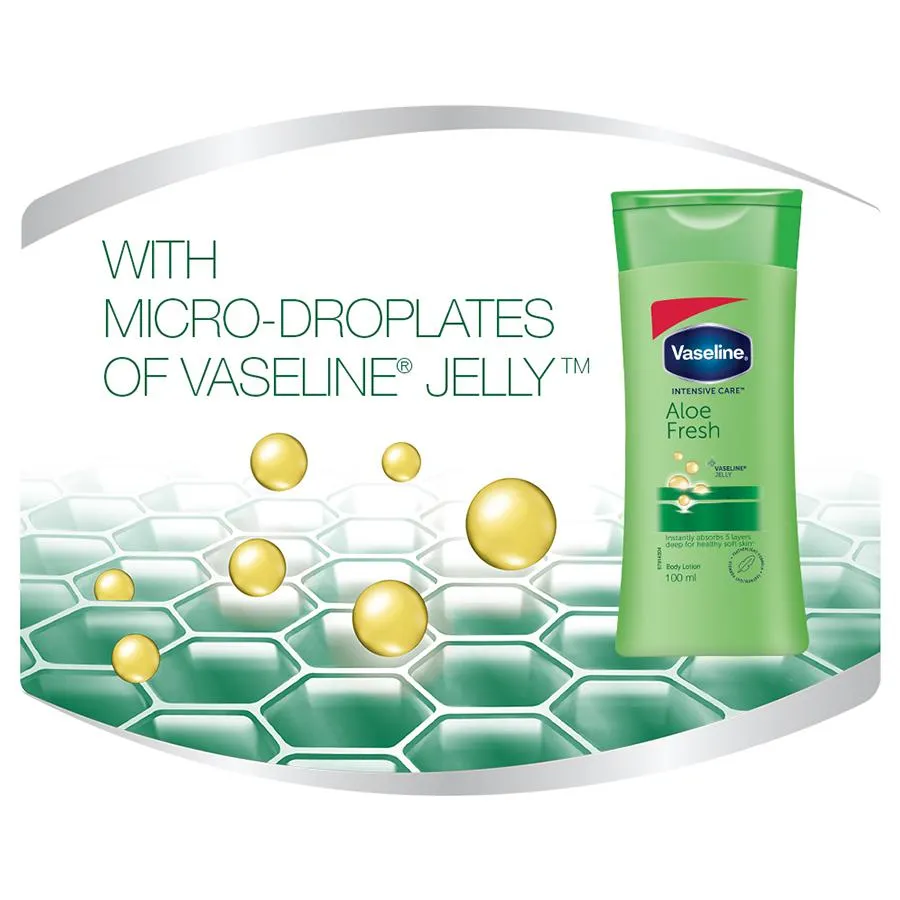 WITH
MICRO-DROPLATES
OF VASELINE® JELLY™
Vaseline®
INTENSIVE CARE™
Aloe
Fresh
VASELINE®
JELLY
Instantly absorbs 5 layers
deep for healthy soft skin
Body Lotion
100 ml